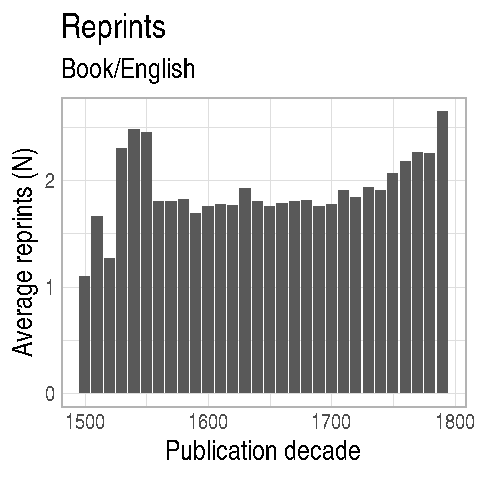 Reprints
Book/English
Average reprints (N)
2
1
0
1500 1600 1700 1800
Publication decade